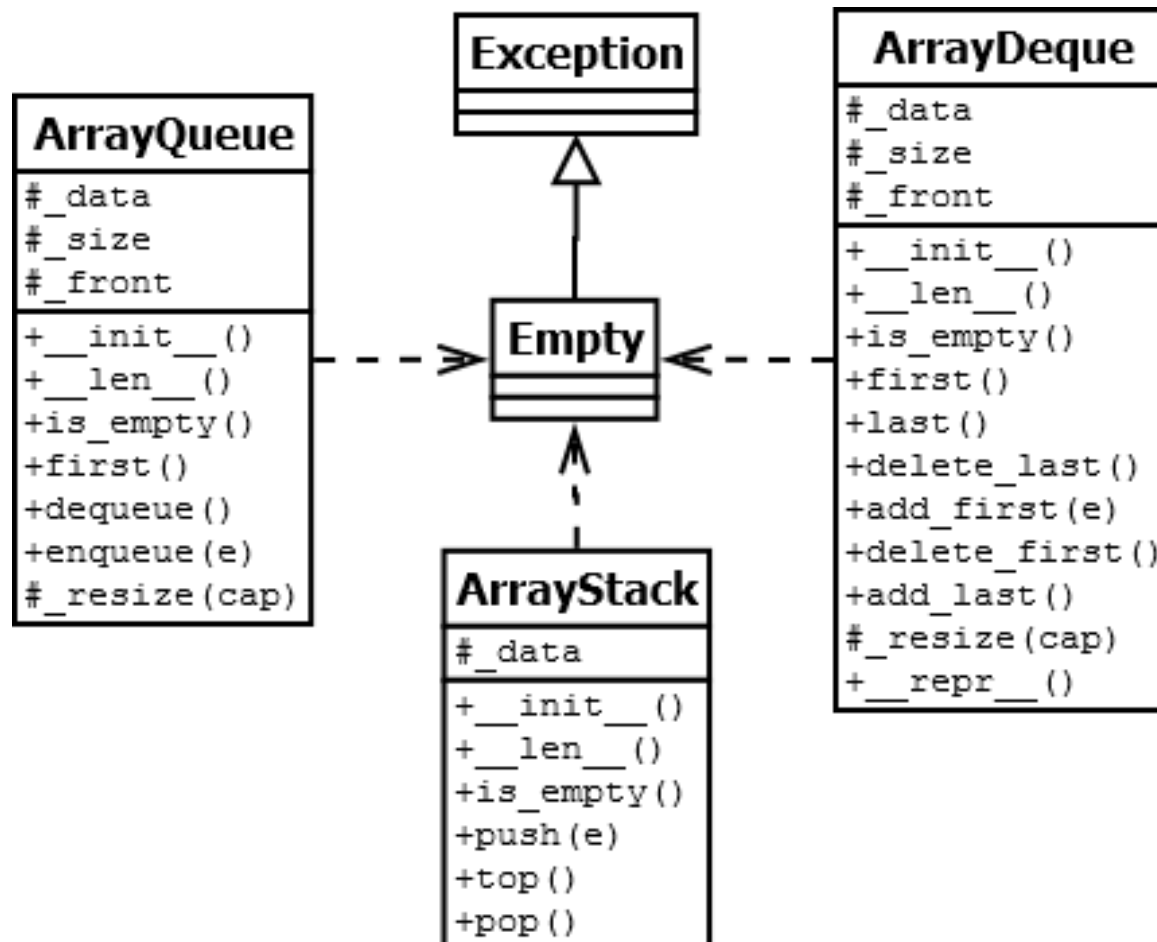 Exception
ArrayQueue
#_data
#_size
#_front
+__init__()
+__len__()
+is_empty()
+first()
+dequeue()
+enqueue(e)
#_resize(cap)
Empty
ArrayStack
#_data
+__init__()
+__len__()
+is_empty()
+push(e)
+top()
+pop()
ArrayDeque
#_data
#_size
#_front
+__init__()
+__len__()
+is_empty()
+first()
+last()
+delete_last()
+add_first(e)
+delete_first()
+add_last()
#_resize(cap)
+__repr__()